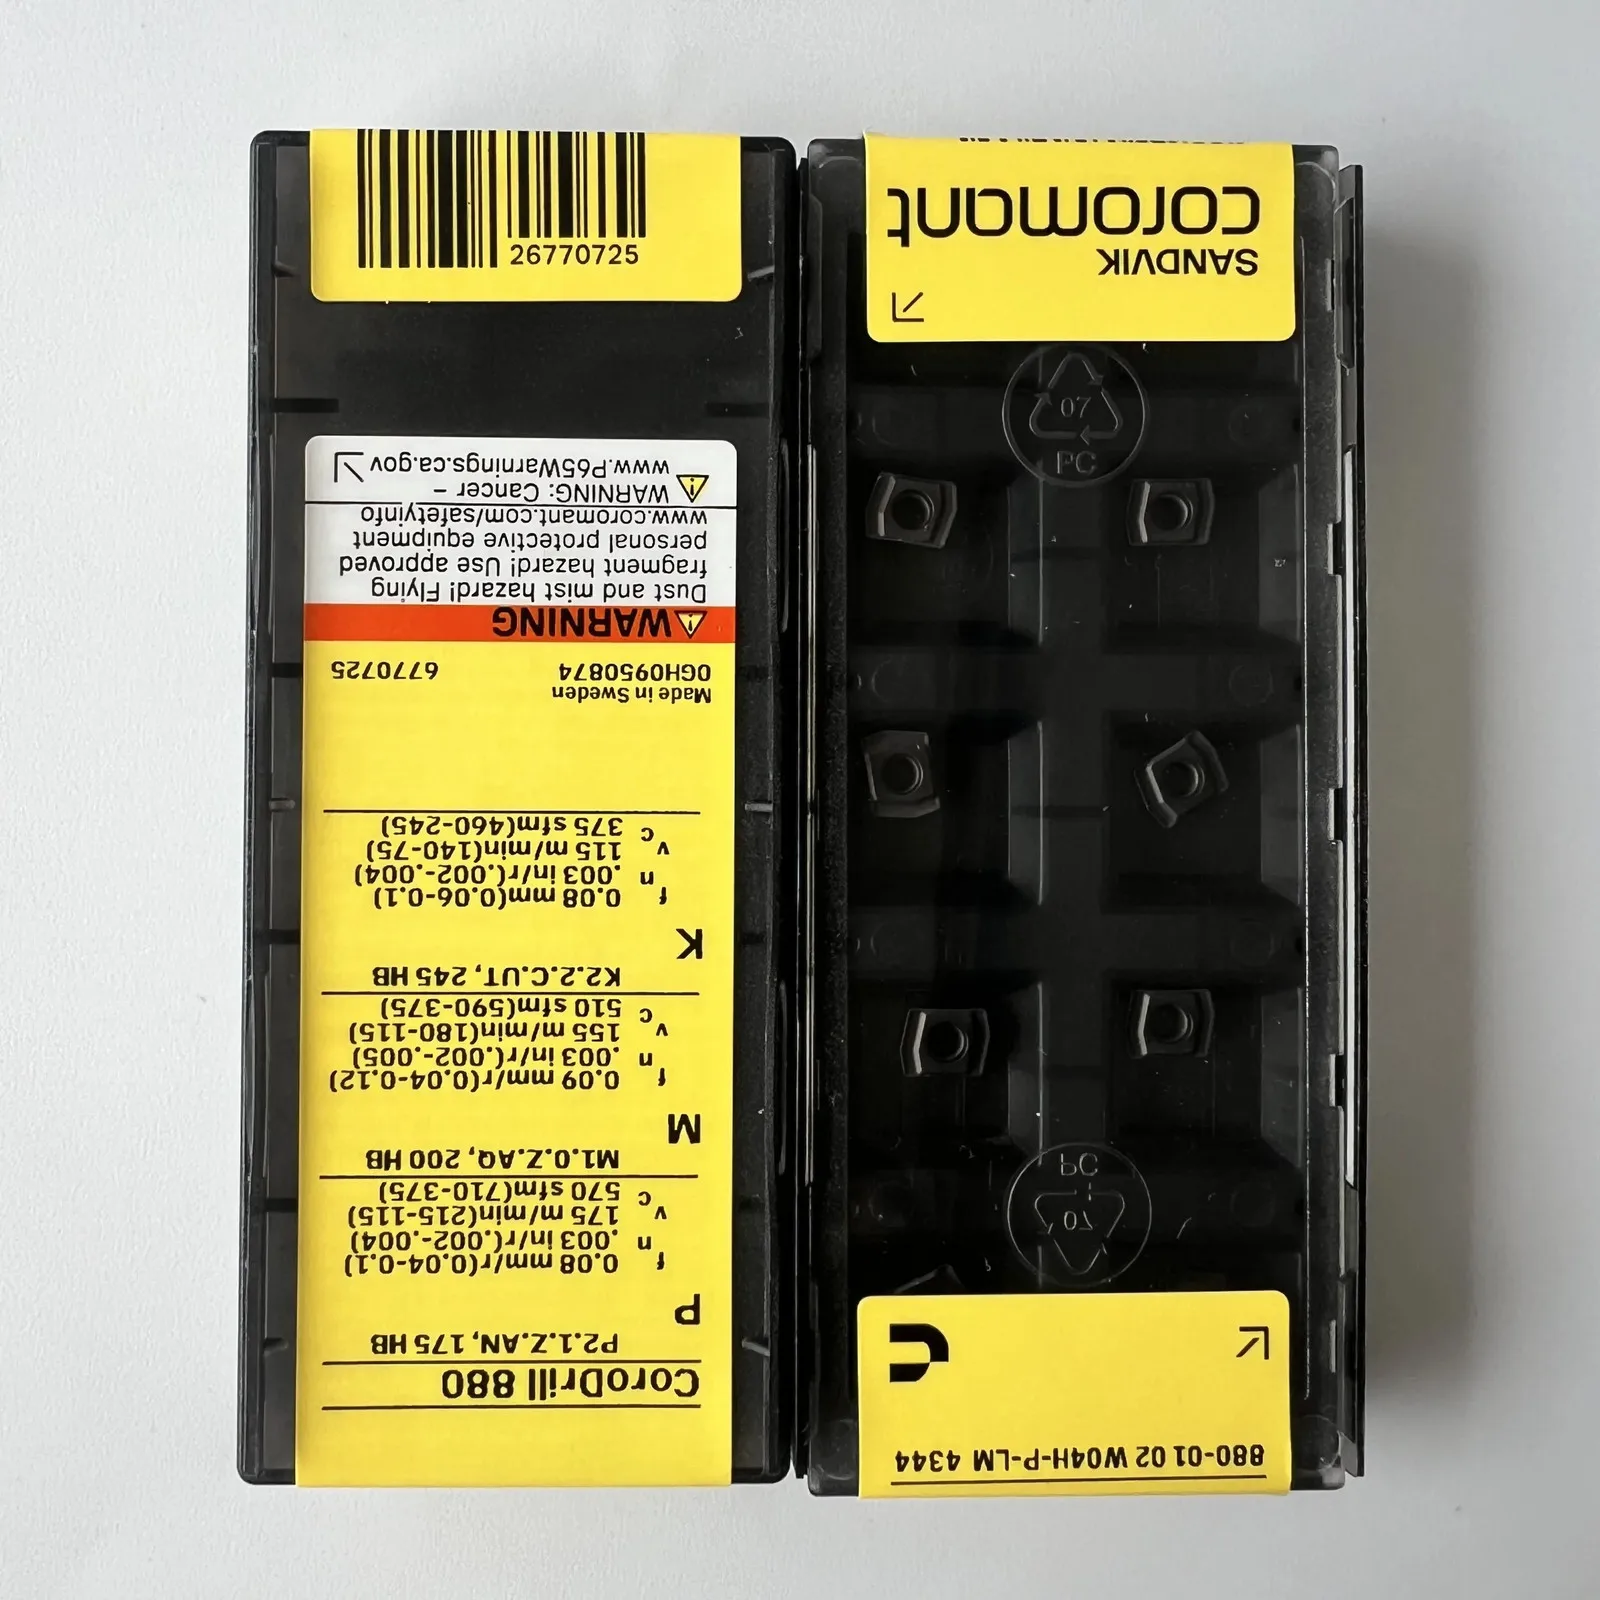 26770725
CoroDrill 880
P2.1.Z.AN, 175 HB
P
f n 0.08 mm/r(0.04-0.1)
.003 in/r(.002-.004)
v c 175 m/min(215-115)
570 sfm(710-375)
M1.0.Z.AQ, 200 HB
M
f n 0.09 mm/r(0.04-0.12)
.003 in/r(.002-.005)
v c 155 m/min(180-115)
510 sfm(590-375)
K2.2.C.UT, 245 HB
K
f n 0.08 mm(0.06-0.1)
.003 in/r(.002-.004)
v c 115 m/min(140-75)
375 sfm(460-245)
Made in Sweden
0GH0950874 6770725
WARNING
Dust and mist hazard! Flying
fragment hazard! Use approved
personal protective equipment
www.coromant.com/safetyinfo
WARNING: Cancer –
www.P65Warnings.ca.gov
880-01 02 W04H-P-LM 4344
07
PC
07
PC
SANDVIK
coromant